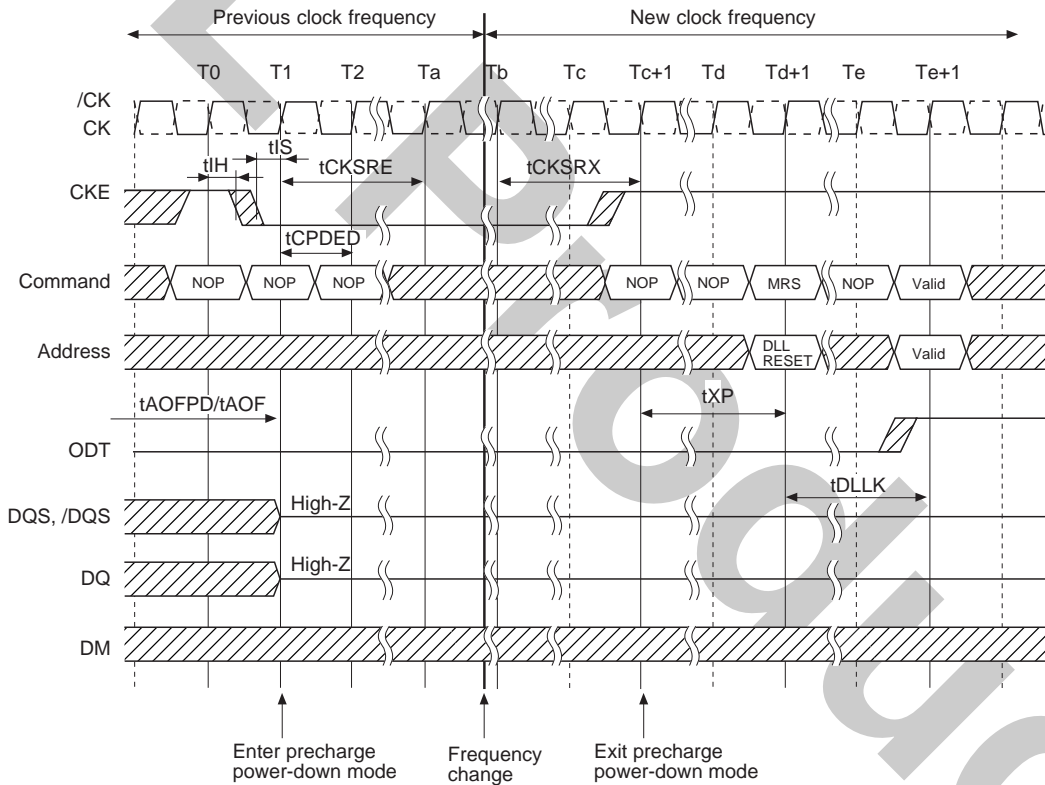 Previous clock frequency
New clock frequency
T0 T1 T2 Ta Tb Tc Tc+1 Td Td+1 Te Te+1
/CK
CK
tIS
tIH
tCKSRE
tCKSRX
CKE
tCPDED
Command
NOP NOP NOP NOP NOP MRS NOP Valid
Address
DLL
RESET
Valid
tAOFPD/tAOF
tXP
ODT
tDLLK
DQS, /DQS
High-Z
DQ
High-Z
DM
Enter precharge
power-down mode
Frequency
change
Exit precharge
power-down mode